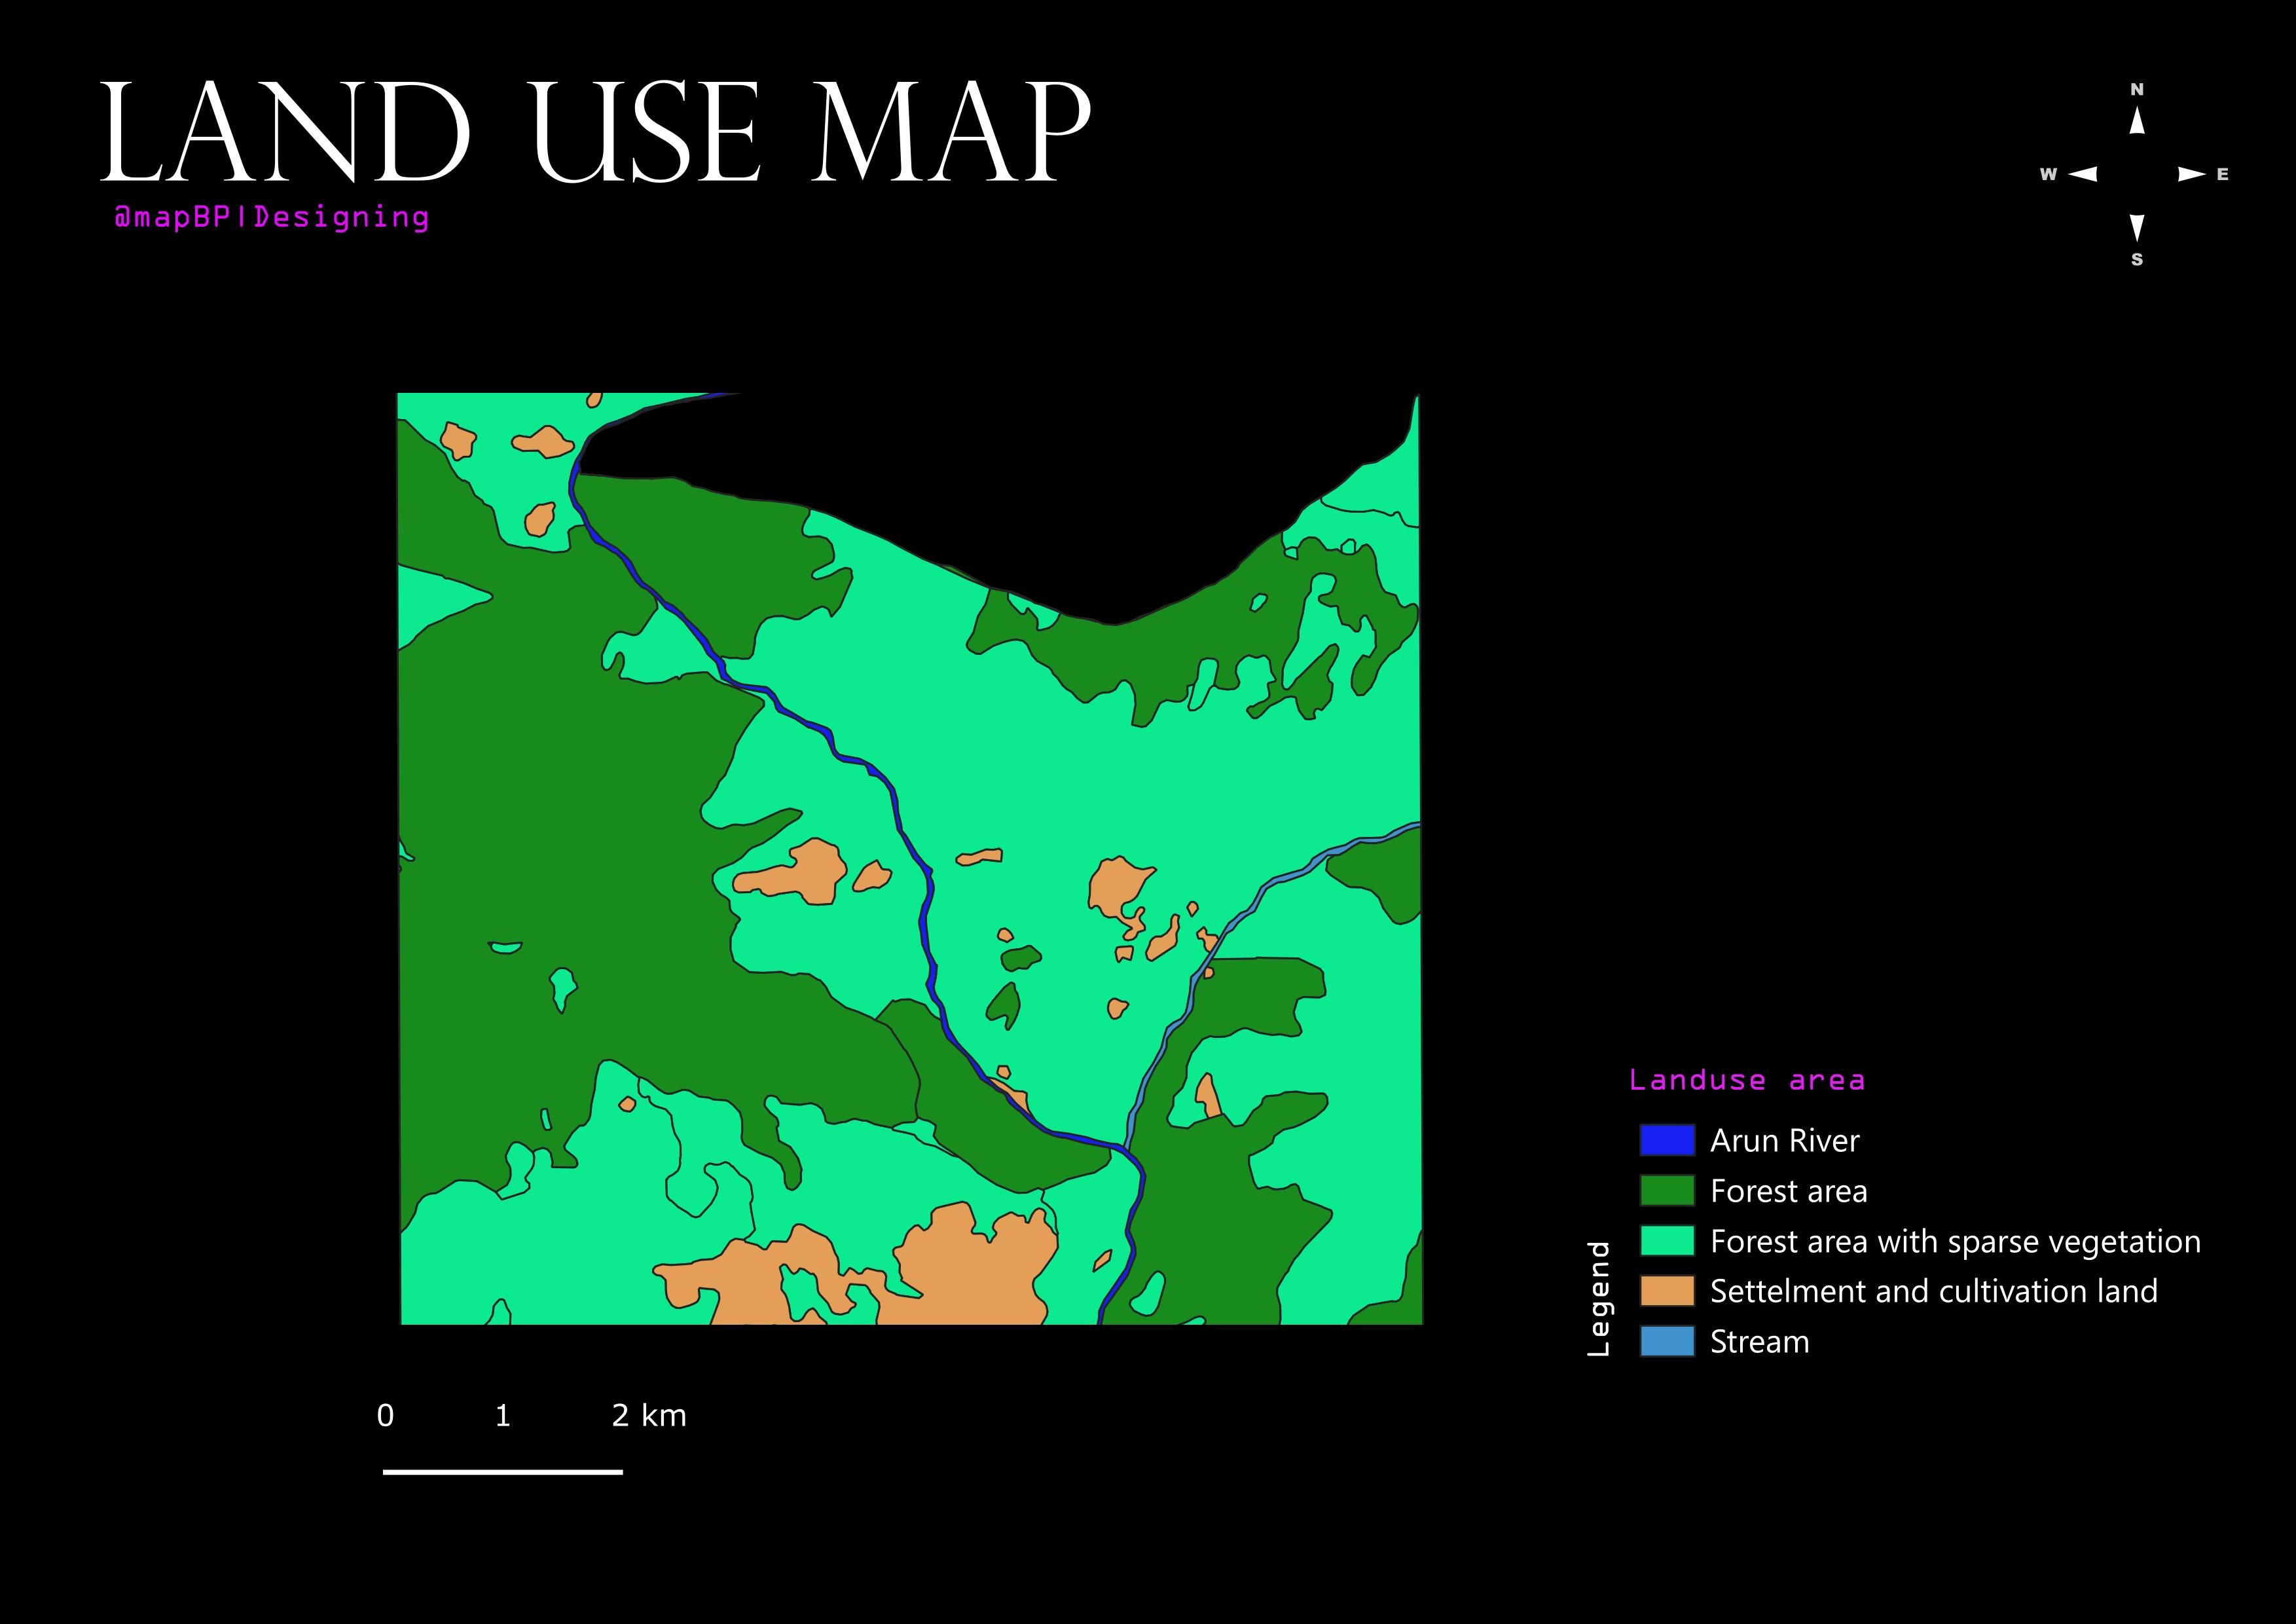 LAND USE MAP
@mapBPIDesigning
N
W E
S
Landuse area
Arun River
Forest area
Forest area with sparse vegetation
Settelment and cultivation land
Stream
Legend
0 1 2 km